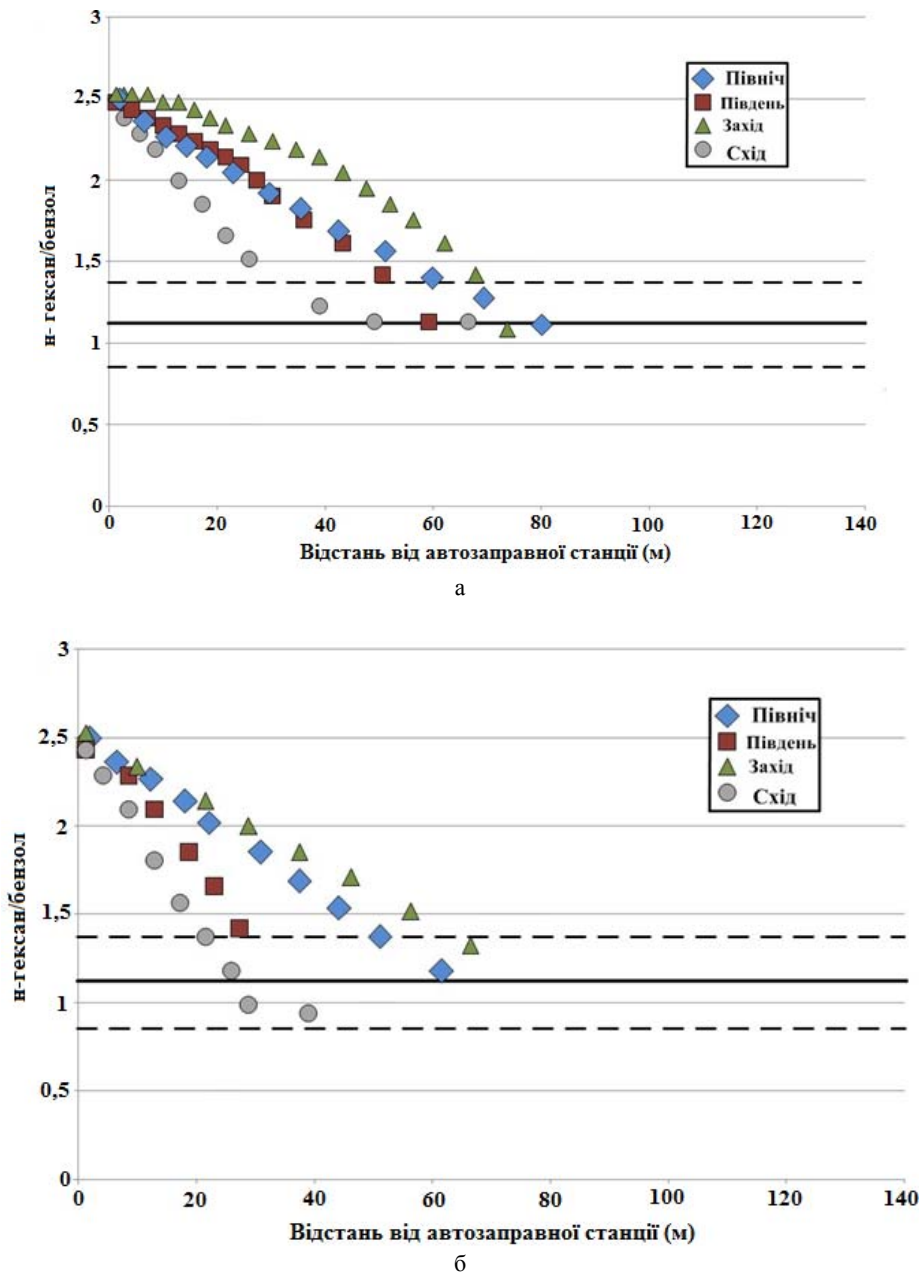 3
2,5
2
1,5
1
0,5
0
н- гексан/бензол
Північ
Південь
Захід
Схід
0 20 40 60 80 100 120 140
Відстань від автозаправної станції (м)
а
3
2,5
2
1,5
1
0,5
0
н-гексан/бензол
Північ
Південь
Захід
Схід
0 20 40 60 80 100 120 140
Відстань від автозаправної станції (м)
б